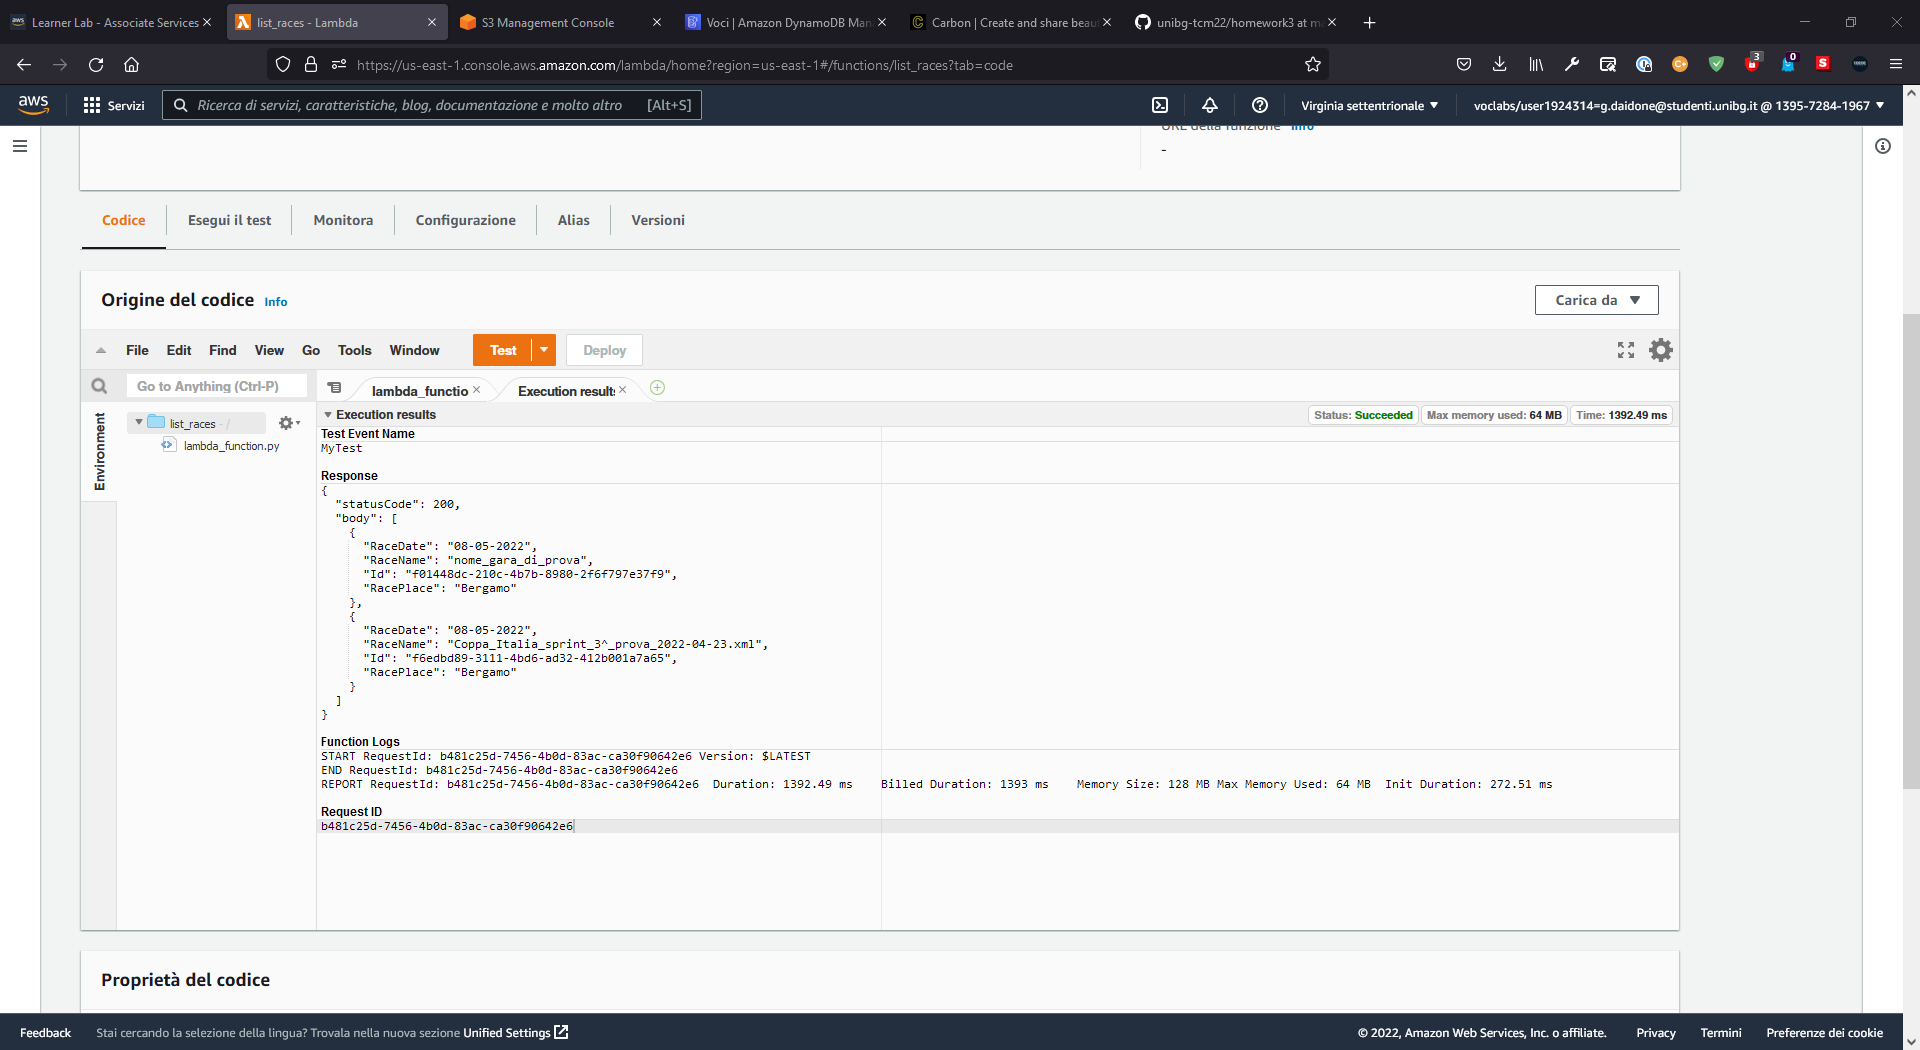 Learner Lab - Associate Services
list_races - Lambda
S3 Management Console
Voci | Amazon DynamoDB Man
Carbon | Create and share beau
unibg-tcm22/homework3 at ma
https://us-east-1.console.aws.amazon.com/lambda/home?region=us-east-1#/functions/list_races?tab=code
3
0
aws
Servizi
Ricerca di servizi, caratteristiche, blog, documentazione e molto altro
[Alt+S]
Virginia settentrionale
voclabs/user1924314=g.daidone@studenti.unibg.it @ 1395-7284-1967
URL della funzione Info
-
Codice
Esegui il test
Monitora
Configurazione
Alias
Versioni
Origine del codice Info
Carica da
File Edit Find View Go Tools Window
Test
Deploy
Go to Anything (Ctrl-P)
lambda_functio
Execution result
Environment
list_races - /
lambda_function.py
Execution results
Status: Succeeded
Max memory used: 64 MB
Time: 1392.49 ms
Test Event Name
MyTest
Response
{
"statusCode": 200,
"body": [
{
"RaceDate": "08-05-2022",
"RaceName": "nome_gara_di_prova",
"Id": "f01448dc-210c-4b7b-8980-2f6f797e37f9",
"RacePlace": "Bergamo"
},
{
"RaceDate": "08-05-2022",
"RaceName": "Coppa_Italia_sprint_3^_prova_2022-04-23.xml",
"Id": "f6edbd89-3111-4bd6-ad32-412b001a7a65",
"RacePlace": "Bergamo"
}
]
}
Function Logs
START RequestId: b481c25d-7456-4b0d-83ac-ca30f90642e6 Version: $LATEST
END RequestId: b481c25d-7456-4b0d-83ac-ca30f90642e6
REPORT RequestId: b481c25d-7456-4b0d-83ac-ca30f90642e6 Duration: 1392.49 ms Billed Duration: 1393 ms Memory Size: 128 MB Max Memory Used: 64 MB Init Duration: 272.51 ms
Request ID
b481c25d-7456-4b0d-83ac-ca30f90642e6
Proprietà del codice
Feedback
Stai cercando la selezione della lingua? Trovala nella nuova sezione Unified Settings
© 2022, Amazon Web Services, Inc. o affiliate.
Privacy
Termini
Preferenze dei cookie